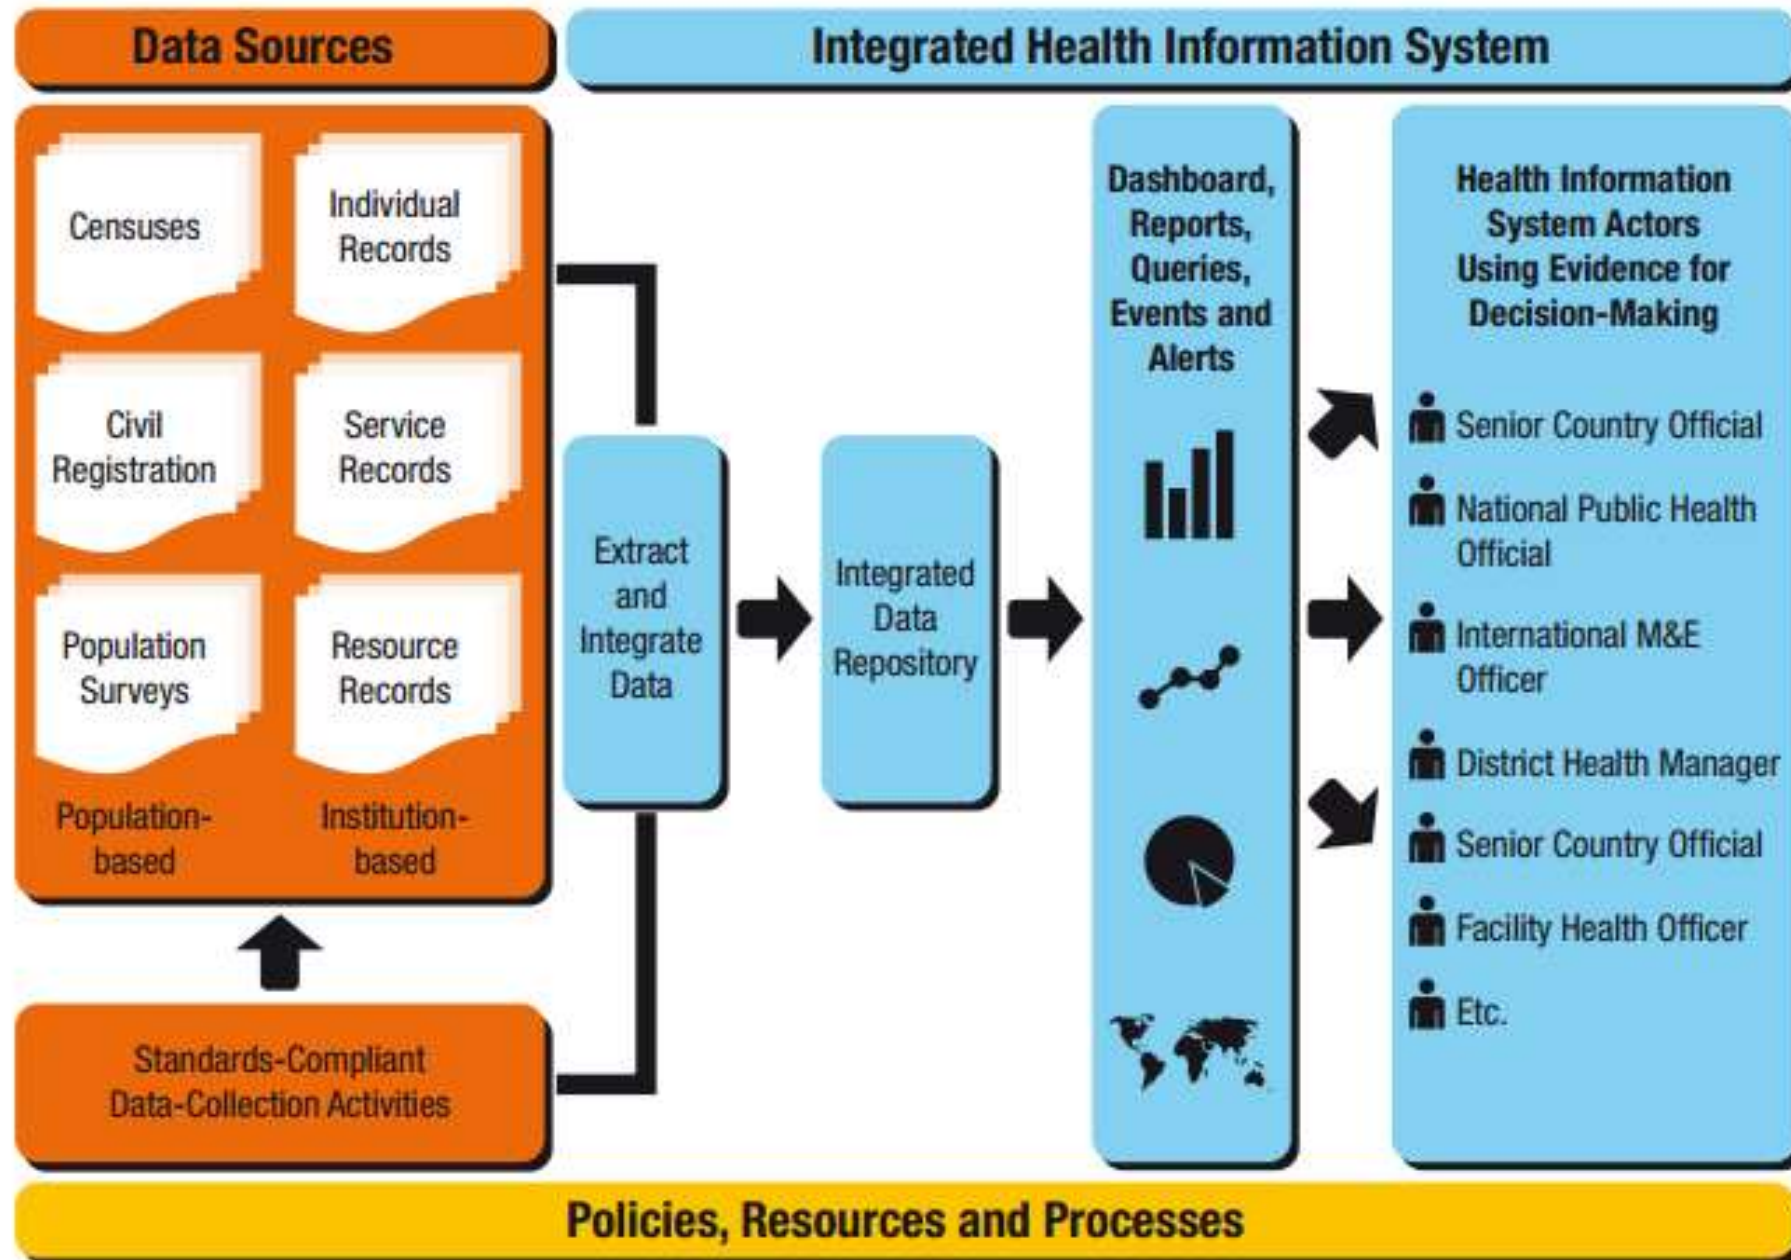 Data Sources
Integrated Health Information System
Censuses
Individual
Records
Civil
Registration
Service
Records
Population
Surveys
Resource
Records
Population-
based
Institution-
based
Standards-Compliant
Data-Collection Activities
Extract
and
Integrate
Data
Integrated
Data
Repository
Dashboard,
Reports,
Queries,
Events and
Alerts
Health Information
System Actors
Using Evidence for
Decision-Making
Senior Country Official
National Public Health
Official
International M&E
Officer
District Health Manager
Senior Country Official
Facility Health Officer
Etc.
Policies, Resources and Processes